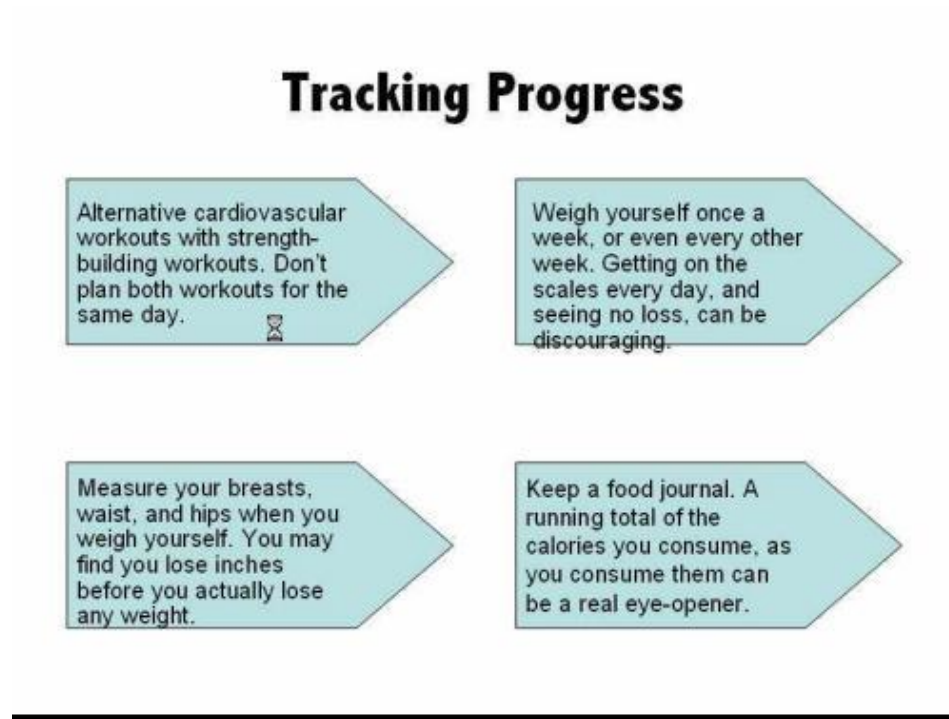 Tracking Progress
Alternative cardiovascular
workouts with strength-
building workouts. Don't
plan both workouts for the
same day.
Weigh yourself once a
week, or even every other
week. Getting on the
scales every day, and
seeing no loss, can be
discouraging.
Measure your breasts,
waist, and hips when you
weigh yourself. You may
find you lose inches
before you actually lose
any weight.
Keep a food journal. A
running total of the
calories you consume, as
you consume them can
be a real eye-opener.